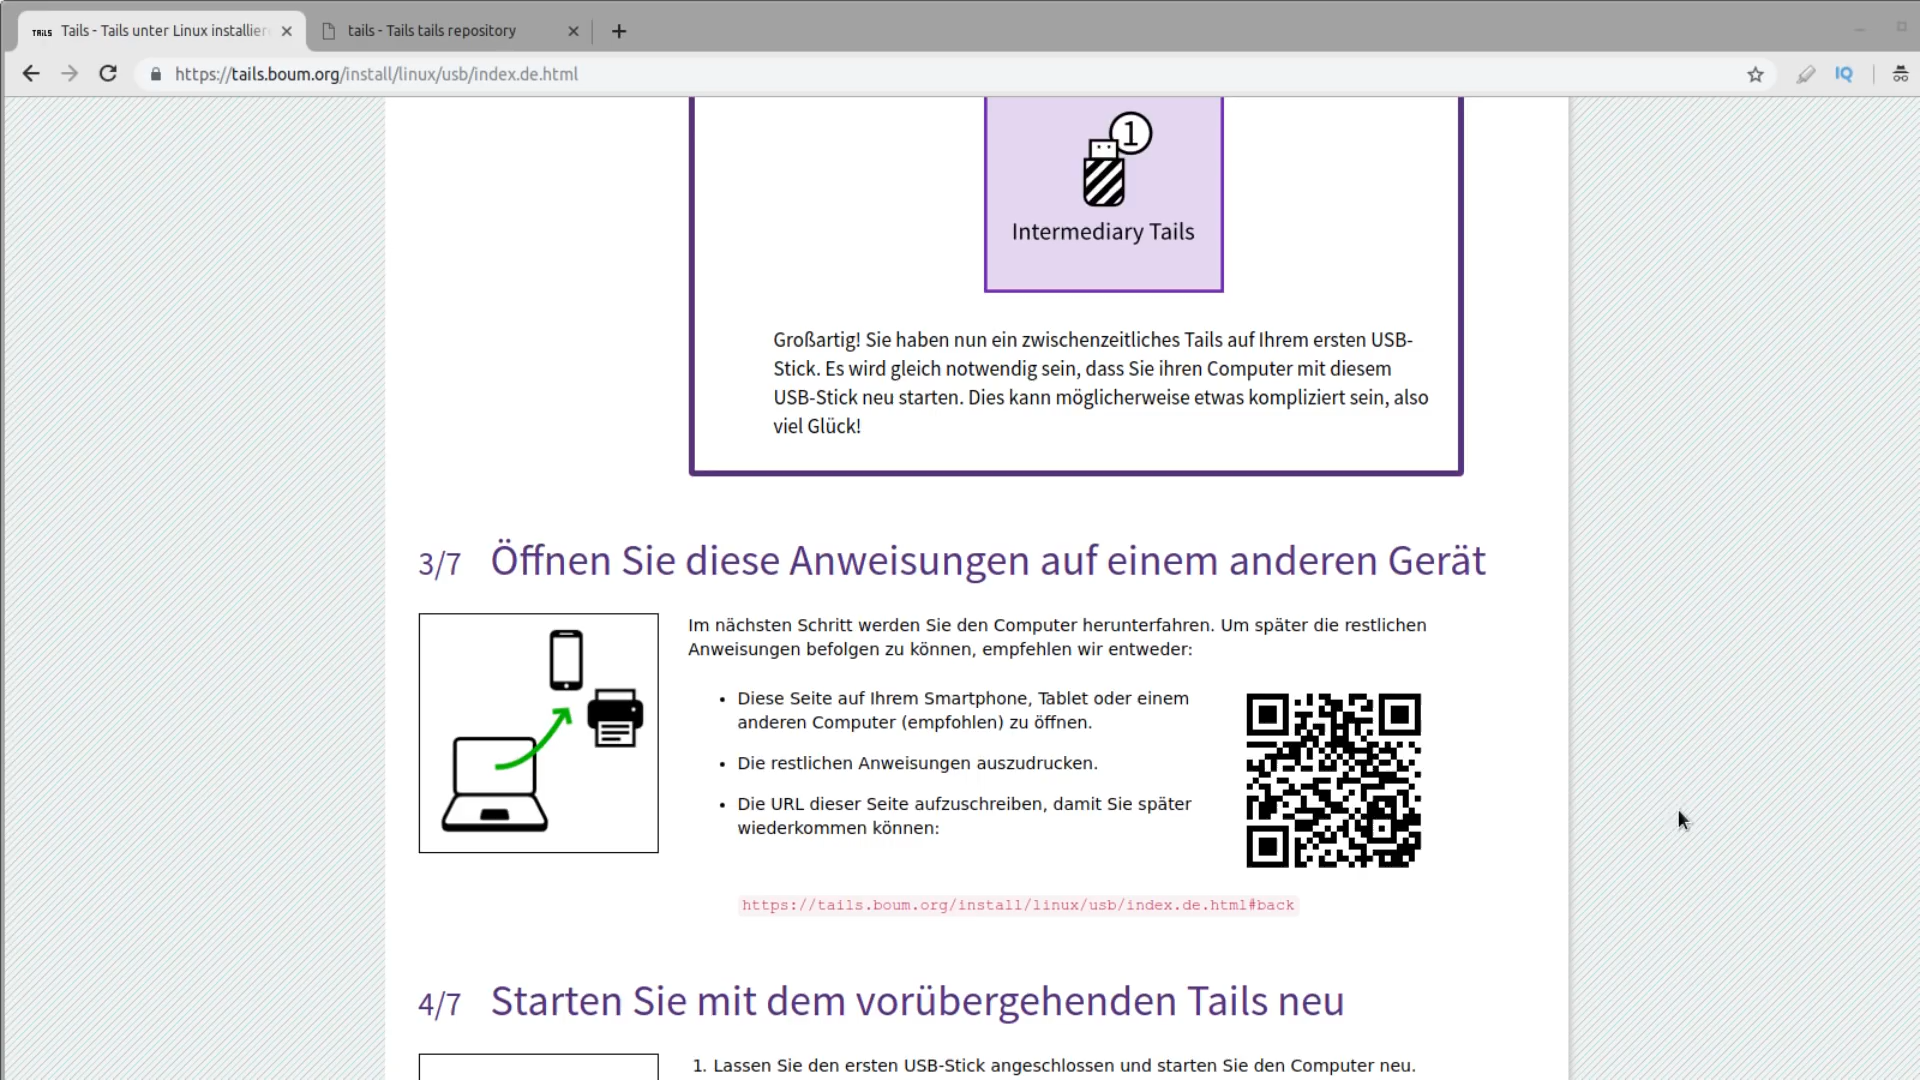 TAILS Tails - Tails unter Linux installier
tails - Tails tails repository
https://tails.boum.org/install/linux/usb/index.de.html
IQ
1
Intermediary Tails
Großartig! Sie haben nun ein zwischenzeitliches Tails auf Ihrem ersten USB-
Stick. Es wird gleich notwendig sein, dass Sie ihren Computer mit diesem
USB-Stick neu starten. Dies kann möglicherweise etwas kompliziert sein, also
viel Glück!
3/7 Öffnen Sie diese Anweisungen auf einem anderen Gerät
Im nächsten Schritt werden Sie den Computer herunterfahren. Um später die restlichen
Anweisungen befolgen zu können, empfehlen wir entweder:
• Diese Seite auf Ihrem Smartphone, Tablet oder einem
anderen Computer (empfohlen) zu öffnen.
• Die restlichen Anweisungen auszudrucken.
• Die URL dieser Seite aufzuschreiben, damit Sie später
wiederkommen können:
https://tails.boum.org/install/linux/usb/index.de.html#back
4/7 Starten Sie mit dem vorübergehenden Tails neu
1. Lassen Sie den ersten USB-Stick angeschlossen und starten Sie den Computer neu.